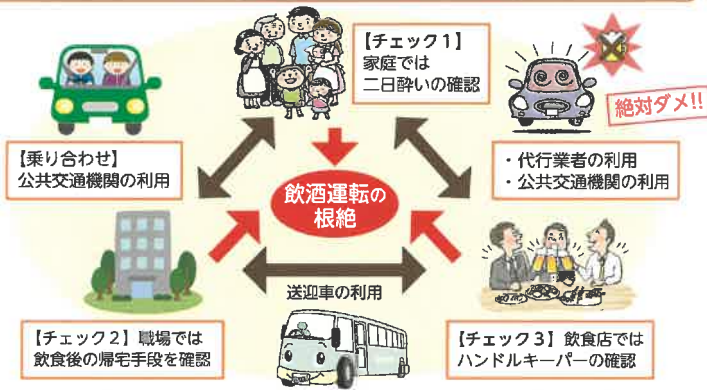 【チェック1】
家庭では
二日酔いの確認
絶対ダメ!!
【乗り合わせ】
公共交通機関の利用
・代行業者の利用
・公共交通機関の利用
飲酒運転の
根絶
送迎車の利用
【チェック2】職場では
飲食後の帰宅手段を確認
【チェック3】飲食店では
ハンドルキーパーの確認